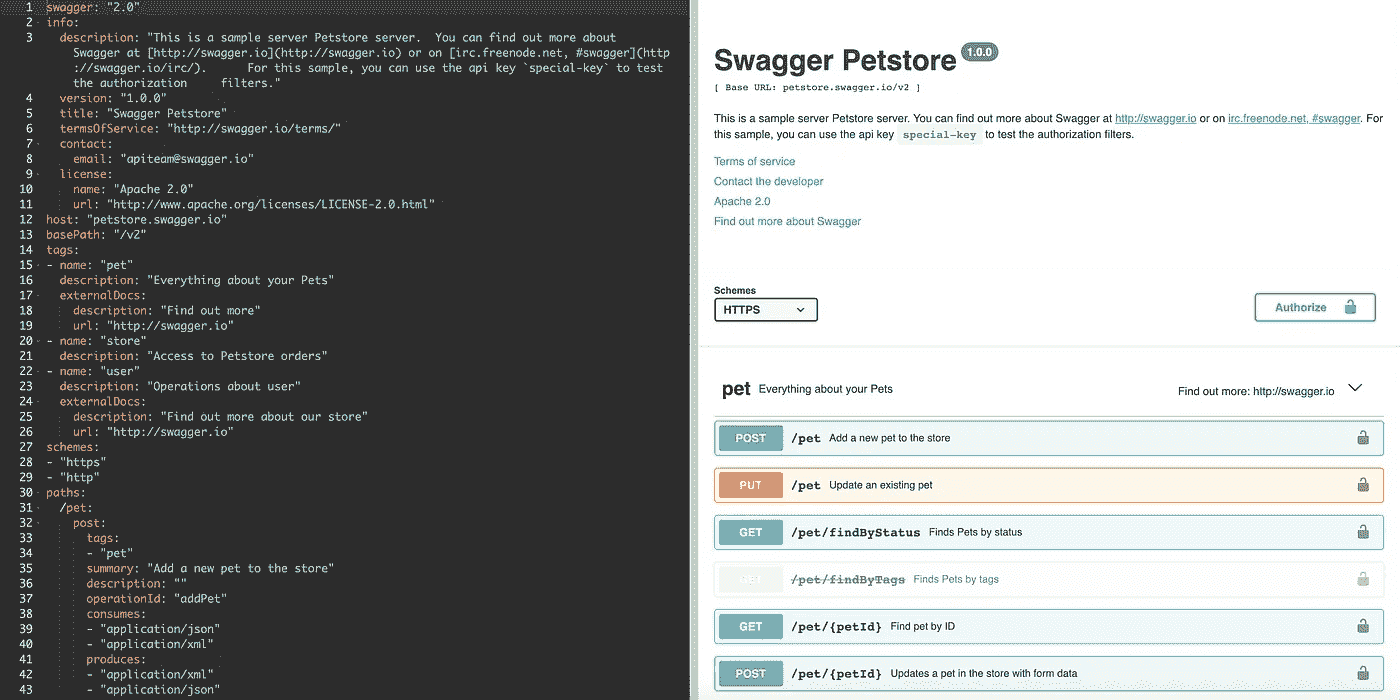 1 swagger: "2.0"
2 info:
3 description: "This is a sample server Petstore server.  You can find out more about
Swagger at [http://swagger.io](http://swagger.io) or on [irc.freenode.net, #swagger](http
://swagger.io/irc/).      For this sample, you can use the api key `special-key` to test
the authorization     filters."
4 version: "1.0.0"
5 title: "Swagger Petstore"
6 termsOfService: "http://swagger.io/terms/"
7 contact:
8 email: "apiteam@swagger.io"
9 license:
10 name: "Apache 2.0"
11 url: "http://www.apache.org/licenses/LICENSE-2.0.html"
12 host: "petstore.swagger.io"
13 basePath: "/v2"
14 tags:
15 - name: "pet"
16 description: "Everything about your Pets"
17 externalDocs:
18 description: "Find out more"
19 url: "http://swagger.io"
20 - name: "store"
21 description: "Access to Petstore orders"
22 - name: "user"
23 description: "Operations about user"
24 externalDocs:
25 description: "Find out more about our store"
26 url: "http://swagger.io"
27 schemes:
28 - "https"
29 - "http"
30 paths:
31 /pet:
32 post:
33 tags:
34 - "pet"
35 summary: "Add a new pet to the store"
36 description: ""
37 operationId: "addPet"
38 consumes:
39 - "application/json"
40 - "application/xml"
41 produces:
42 - "application/xml"
43 - "application/json"
Swagger Petstore 1.0.0
[ Base URL: petstore.swagger.io/v2 ]
This is a sample server Petstore server. You can find out more about Swagger at http://swagger.io or on irc.freenode.net, #swagger. For
this sample, you can use the api key special-key to test the authorization filters.
Terms of service
Contact the developer
Apache 2.0
Find out more about Swagger
Schemes
HTTPS
Authorize
pet Everything about your Pets
Find out more: http://swagger.io
POST /pet Add a new pet to the store
PUT /pet Update an existing pet
GET /pet/findByStatus Finds Pets by status
/pet/findByTags Finds Pets by tags
GET /pet/{petId} Find pet by ID
POST /pet/{petId} Updates a pet in the store with form data